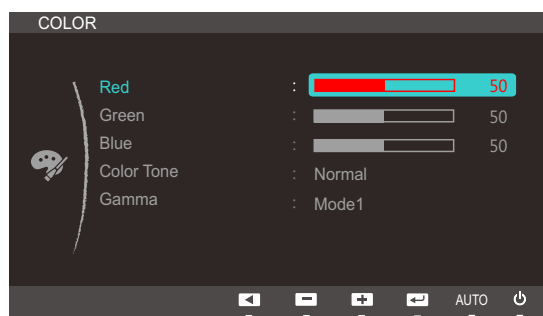 COLOR
Red : 50
Green : 50
Blue : 50
Color Tone : Normal
Gamma : Mode1
AUTO